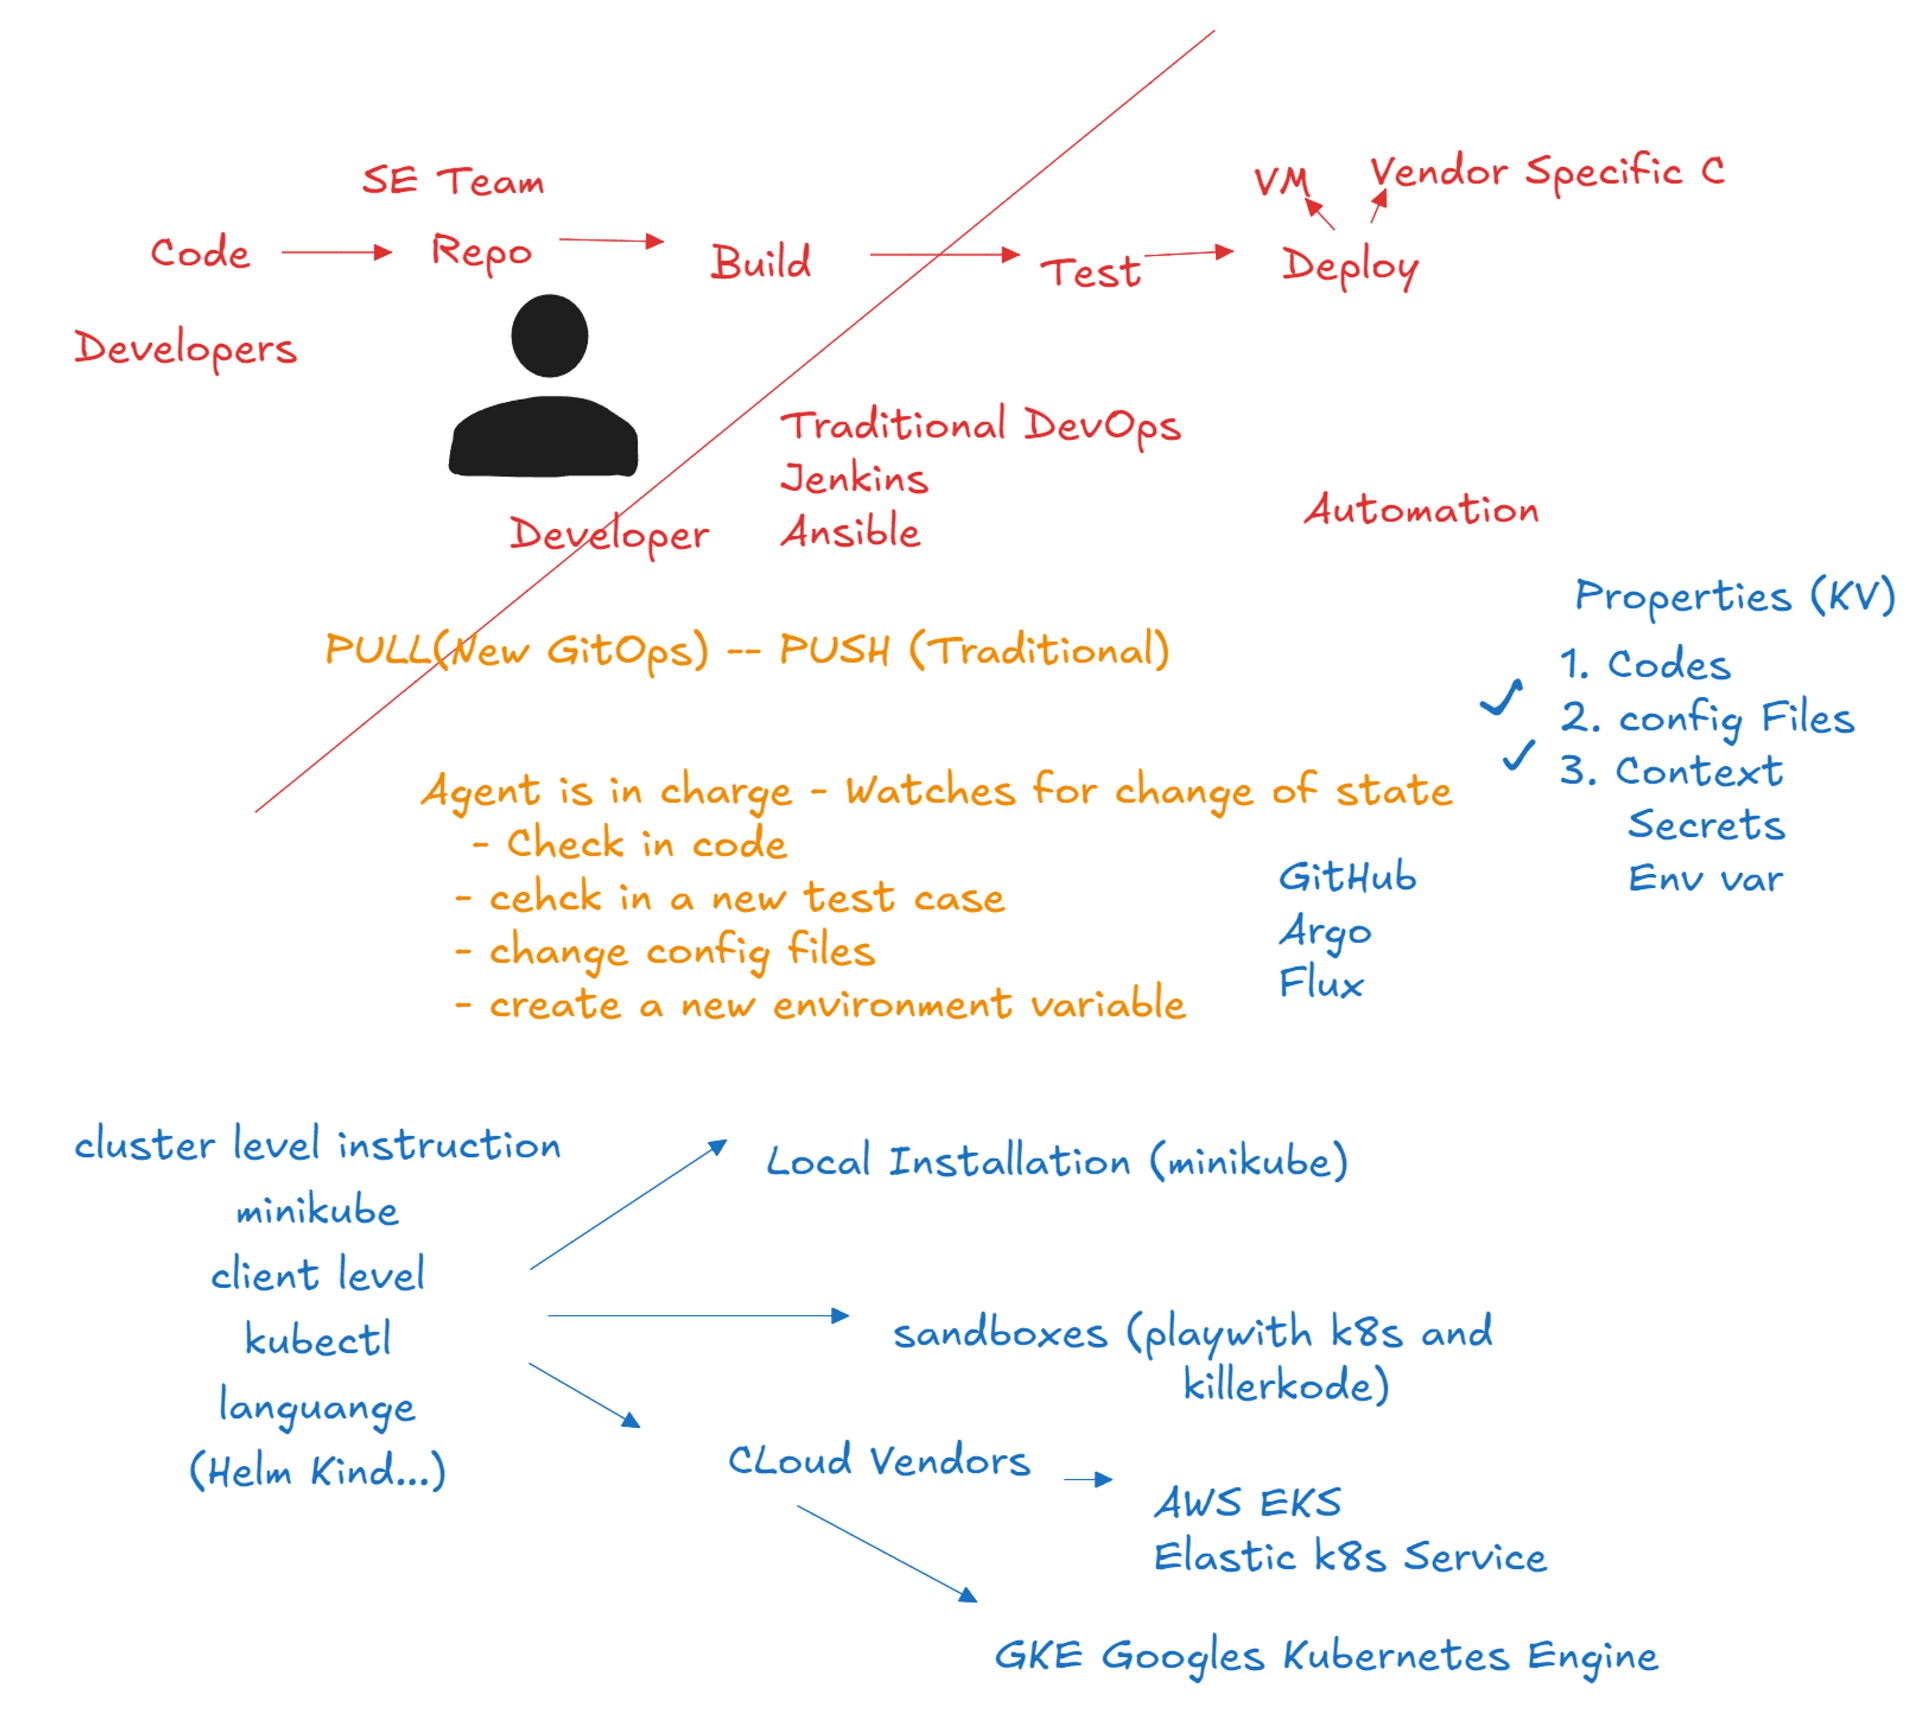 SE Team
VM
Vendor Specific C
Code
Repo
Build
Test
Deploy
Developers
Traditional DevOps
Jenkins
Ansible
Developer
Automation
PULL(New GitOps) -- PUSH (Traditional)
Properties (KV)
1. Codes
2. config Files
3. Context
Secrets
Env var
Agent is in charge - Watches for change of state
- Check in code
- cehck in a new test case
- change config files
- create a new environment variable
GitHub
Argo
Flux
cluster level instruction
minikube
client level
kubectl
languange
(Helm Kind...)
Local Installation (minikube)
sandboxes (playwith k8s and
killerkode)
CLoud Vendors
AWS EKS
Elastic k8s Service
GKE Googles Kubernetes Engine